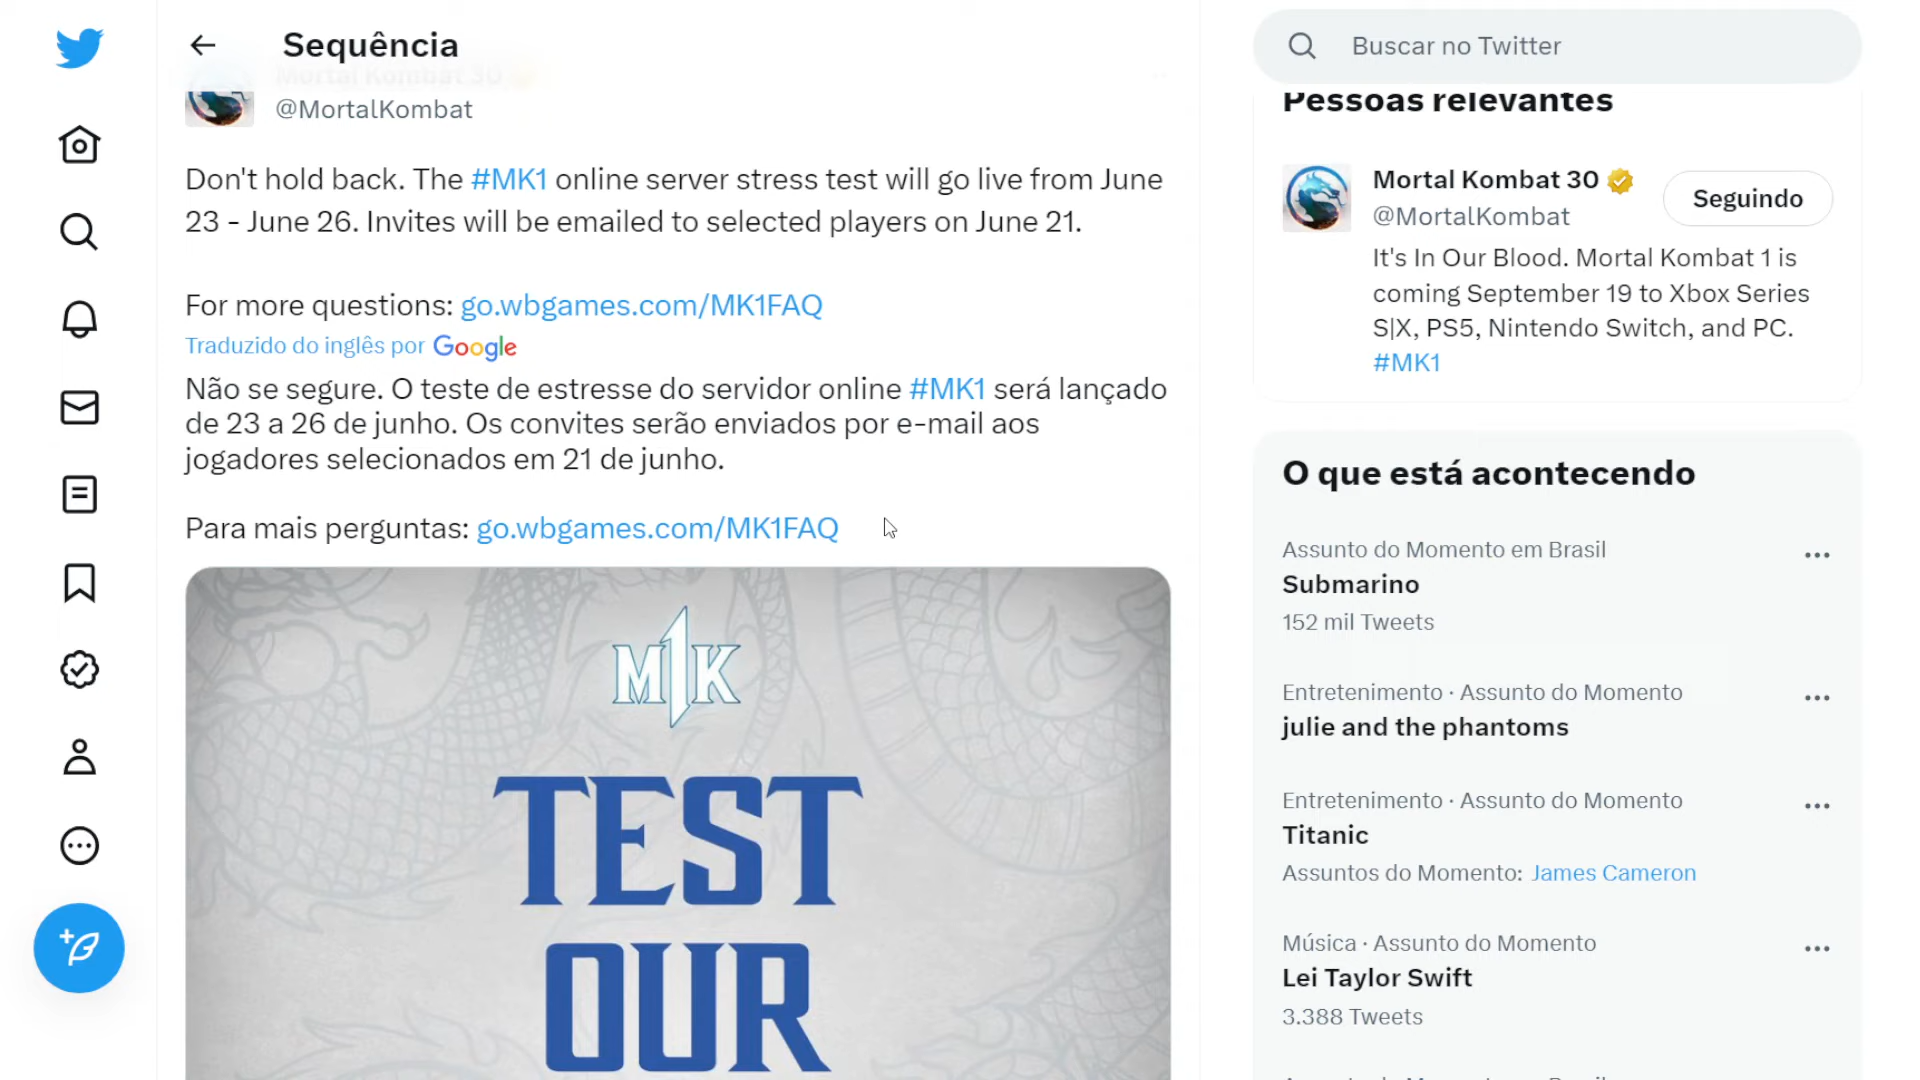 Sequência
Mortal Kombat 30
@MortalKombat
Don't hold back. The #MK1 online server stress test will go live from June
23 - June 26. Invites will be emailed to selected players on June 21.
For more questions: go.wbgames.com/MK1FAQ
Traduzido do inglês por Google
Não se segure. O teste de estresse do servidor online #MK1 será lançado
de 23 a 26 de junho. Os convites serão enviados por e-mail aos
jogadores selecionados em 21 de junho.
Para mais perguntas: go.wbgames.com/MK1FAQ
M1K
TEST
OUR
Buscar no Twitter
Pessoas relevantes
Mortal Kombat 30
@MortalKombat
Seguindo
It's In Our Blood. Mortal Kombat 1 is
coming September 19 to Xbox Series
S|X, PS5, Nintendo Switch, and PC.
#MK1
O que está acontecendo
Assunto do Momento em Brasil
Submarino
152 mil Tweets
Entretenimento · Assunto do Momento
julie and the phantoms
Entretenimento · Assunto do Momento
Titanic
Assuntos do Momento: James Cameron
Música · Assunto do Momento
Lei Taylor Swift
3.388 Tweets